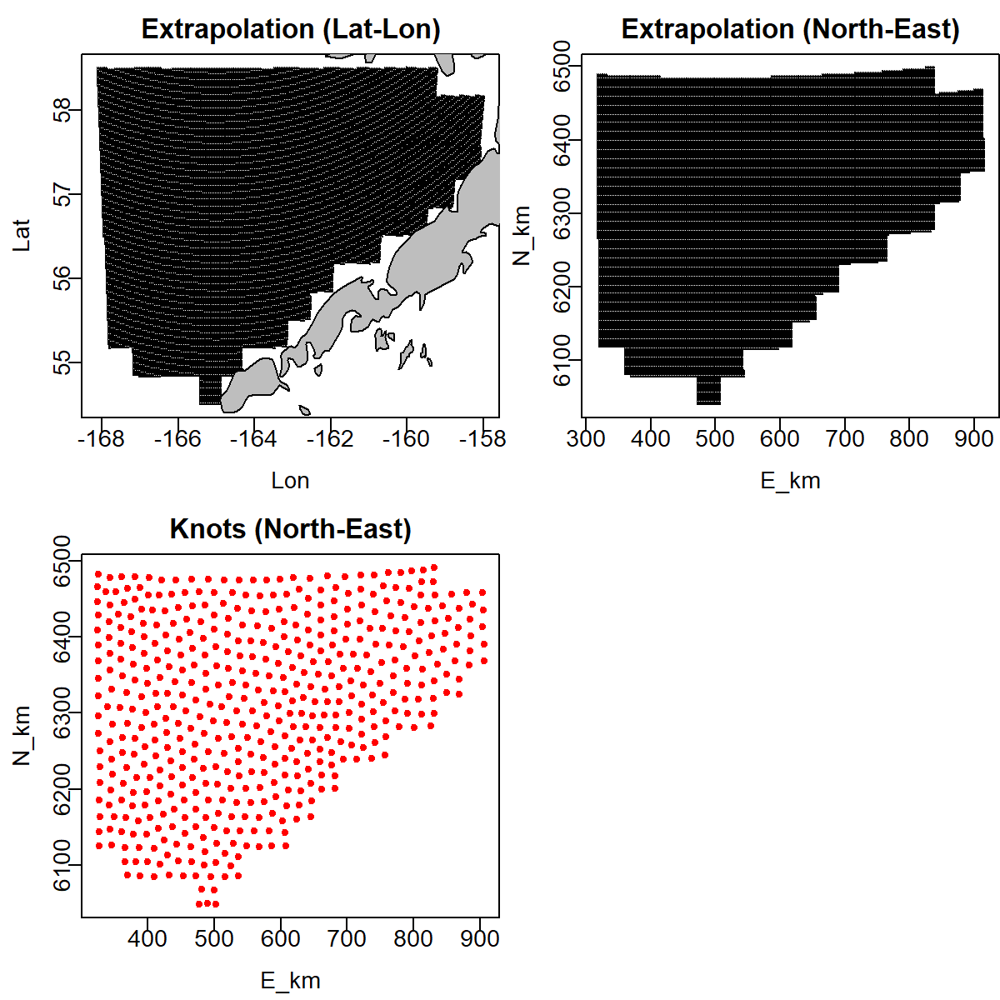 Extrapolation (Lat-Lon)
58
57
56
55
Lat
-168 -166 -164 -162 -160 -158
Lon
Extrapolation (North-East)
6500
6400
6300
6200
6100
N_km
300 400 500 600 700 800 900
E_km
Knots (North-East)
6500
6400
6300
6200
6100
N_km
400 500 600 700 800 900
E_km